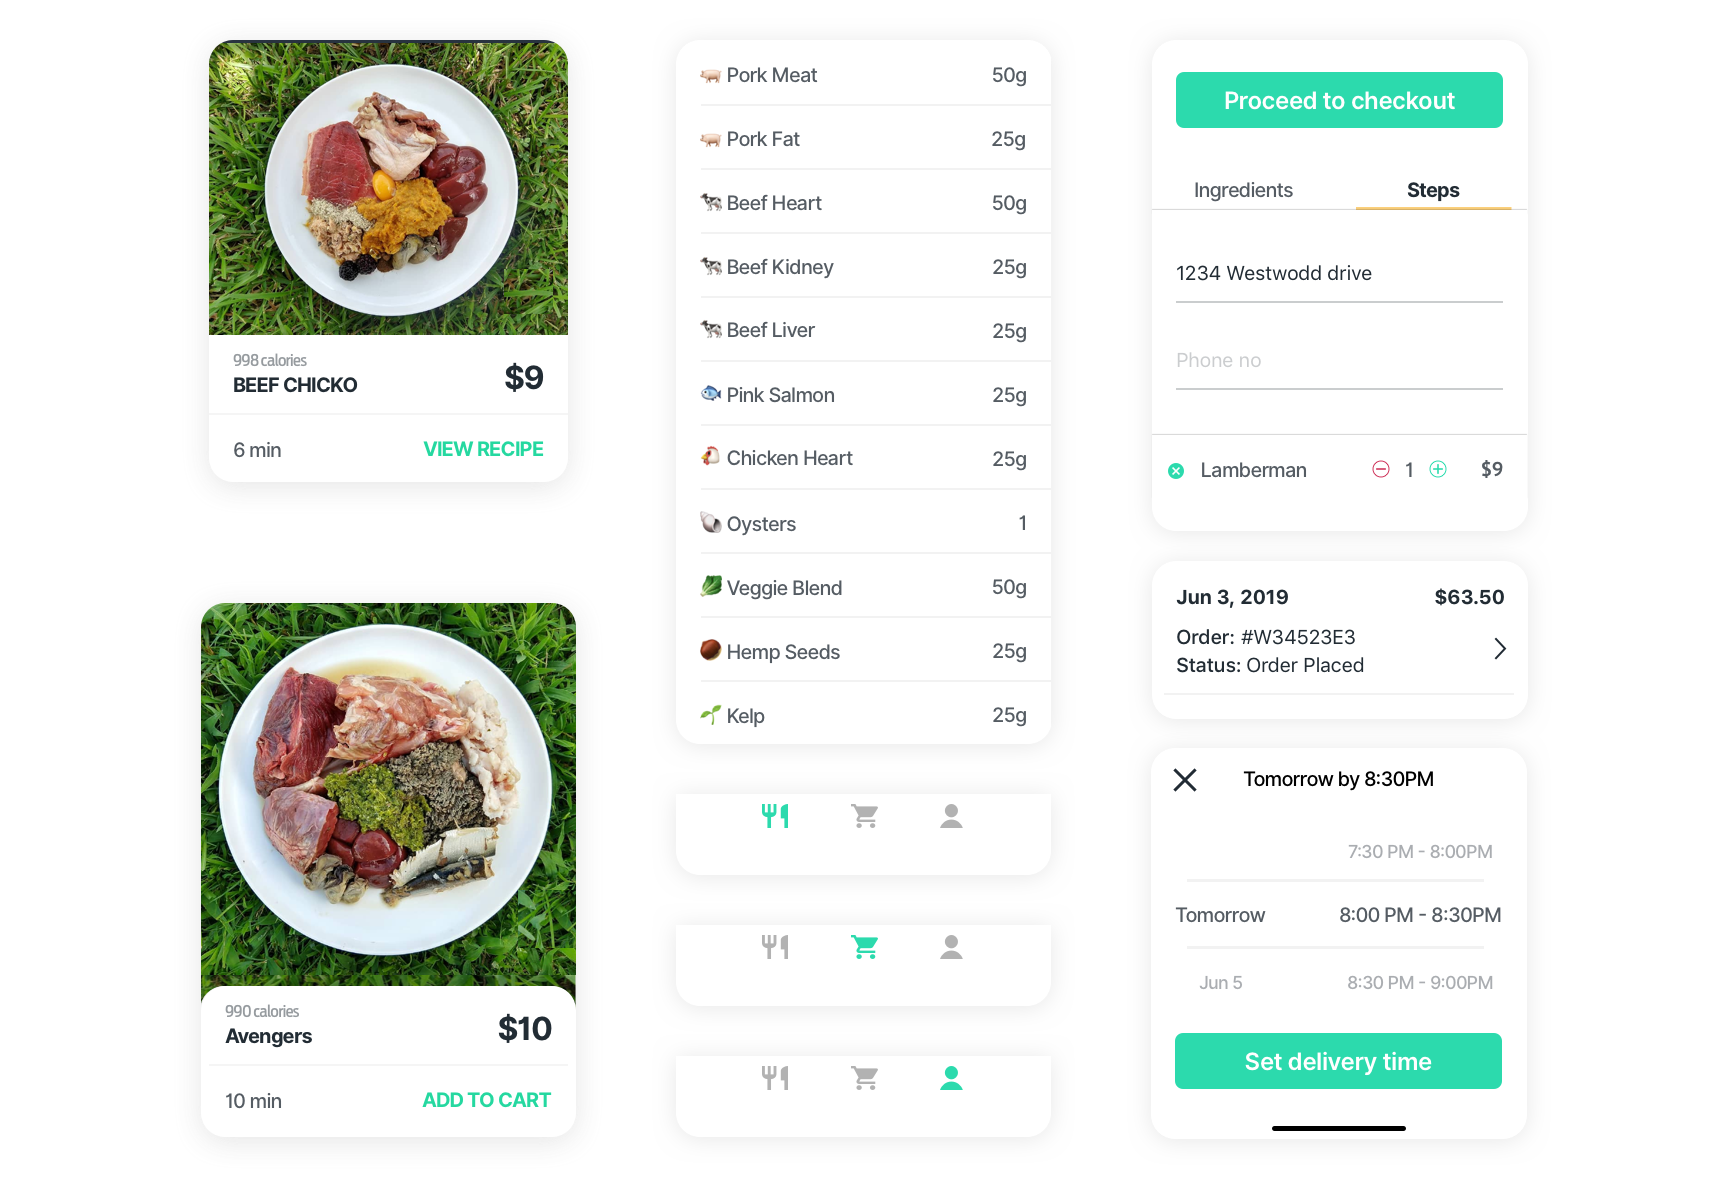 998 calories
BEEF CHICKO
$9
6 min
VIEW RECIPE
990 calories
Avengers
$10
10 min
ADD TO CART
Pork Meat 50g
Pork Fat 25g
Beef Heart 50g
Beef Kidney 25g
Beef Liver 25g
Pink Salmon 25g
Chicken Heart 25g
Oysters 1
Veggie Blend 50g
Hemp Seeds 25g
Kelp 25g
Proceed to checkout
Ingredients Steps
1234 Westwodd drive
Phone no
Lamberman 1 $9
Jun 3, 2019 $63.50
Order: #W34523E3
Status: Order Placed
Tomorrow by 8:30PM
7:30 PM - 8:00PM
Tomorrow 8:00 PM - 8:30PM
Jun 5 8:30 PM - 9:00PM
Set delivery time